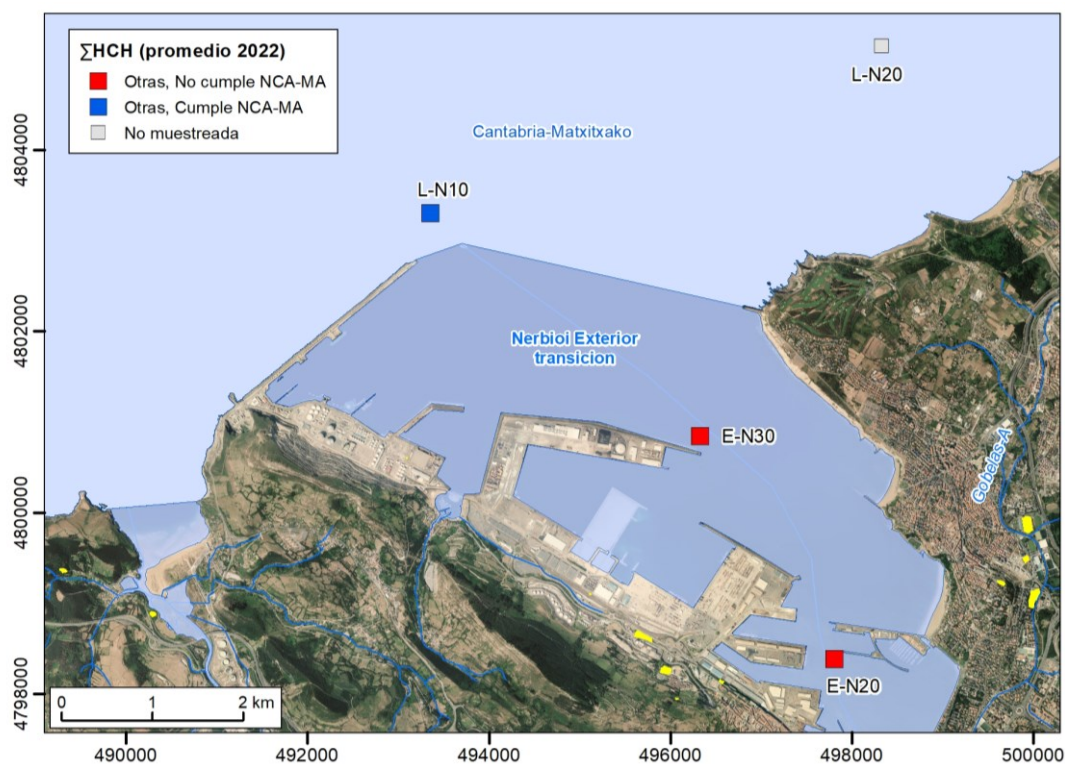 ∑HCH (promedio 2022)
Otras, No cumple NCA-MA
Otras, Cumple NCA-MA
No muestreada
L-N20
Cantabria-Matxitxako
L-N10
Nerbioi Exterior
transicion
E-N30
Gobelas-A
E-N20
0 1 2 km
4804000
4802000
4800000
4798000
490000 492000 494000 496000 498000 500000